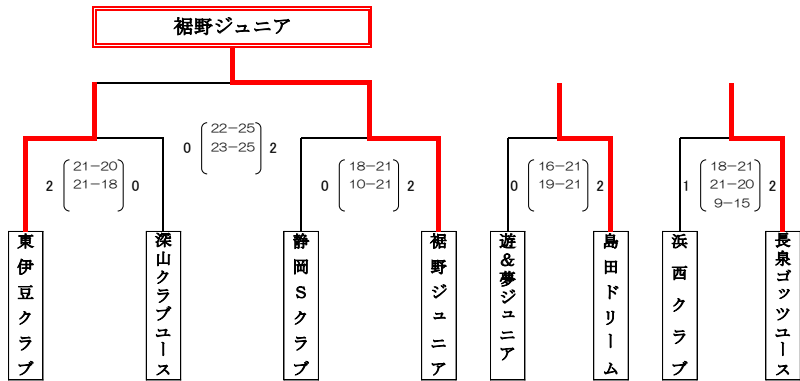 裾野ジュニア
22-25
0 23-25 2
21-20
2 21-18 0
18-21
0 10-21 2
16-21
0 19-21 2
18-21
1 21-20 2
9-15
東伊豆クラブ
深山クラブユース
静岡Sクラブ
裾野ジュニア
遊&夢ジュニア
島田ドリーム
浜西クラブ
長泉ゴッツユース